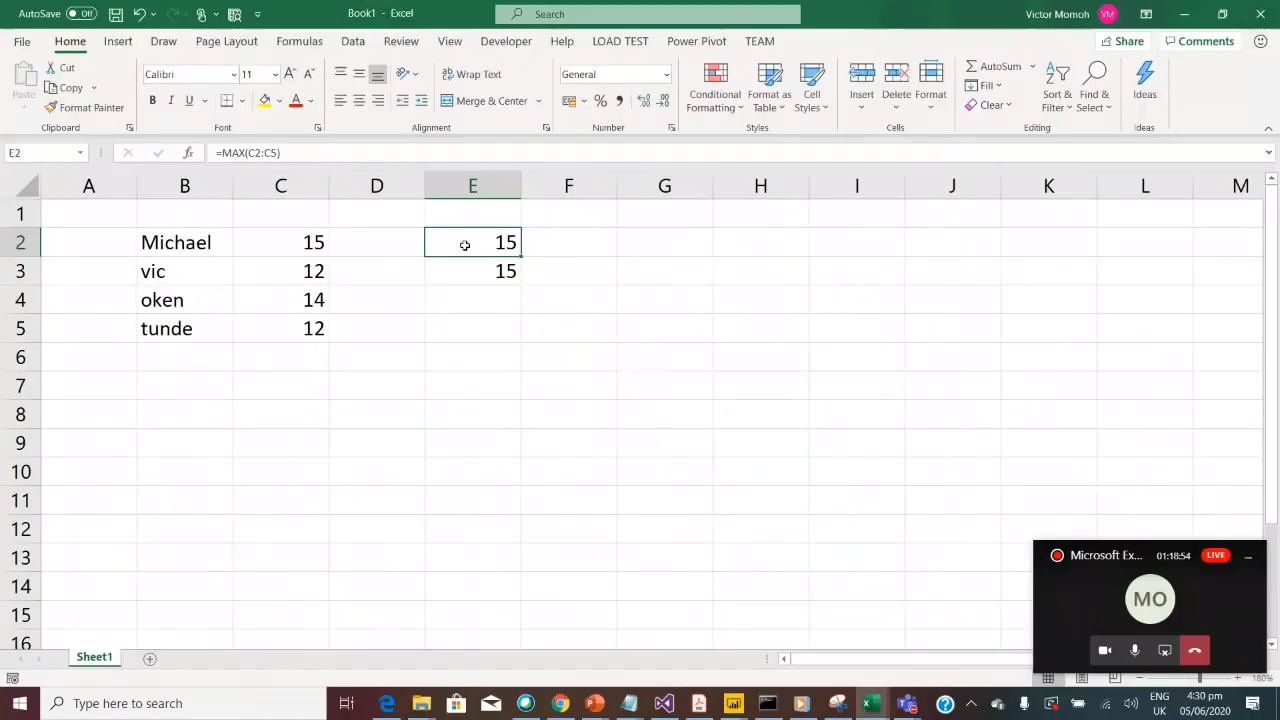 AutoSave Off Book1 - Excel Search Victor Momoh VM
File Home Insert Draw Page Layout Formulas Data Review View Developer Help LOAD TEST Power Pivot TEAM Share Comments
Paste Cut Copy Format Painter
Calibri 11 A A
B I U A
Wrap Text
Merge & Center
General
%
Conditional Formatting Format as Table Cell Styles
Insert Delete Format
AutoSum Fill Clear
Sort & Filter Find & Select
Ideas
Clipboard Font Alignment Number Styles Cells Editing Ideas
E2 fx =MAX(C2:C5)
A B C D E F G H I J K L M
1
2 Michael 15 15
3 vic 12 15
4 oken 14
5 tunde 12
6
7
8
9
10
11
12
13
14
15
16
Microsoft Ex... 01:18:54 LIVE
MO
Sheet1
180%
Type here to search
ENG 4:30 pm
UK 05/06/2020